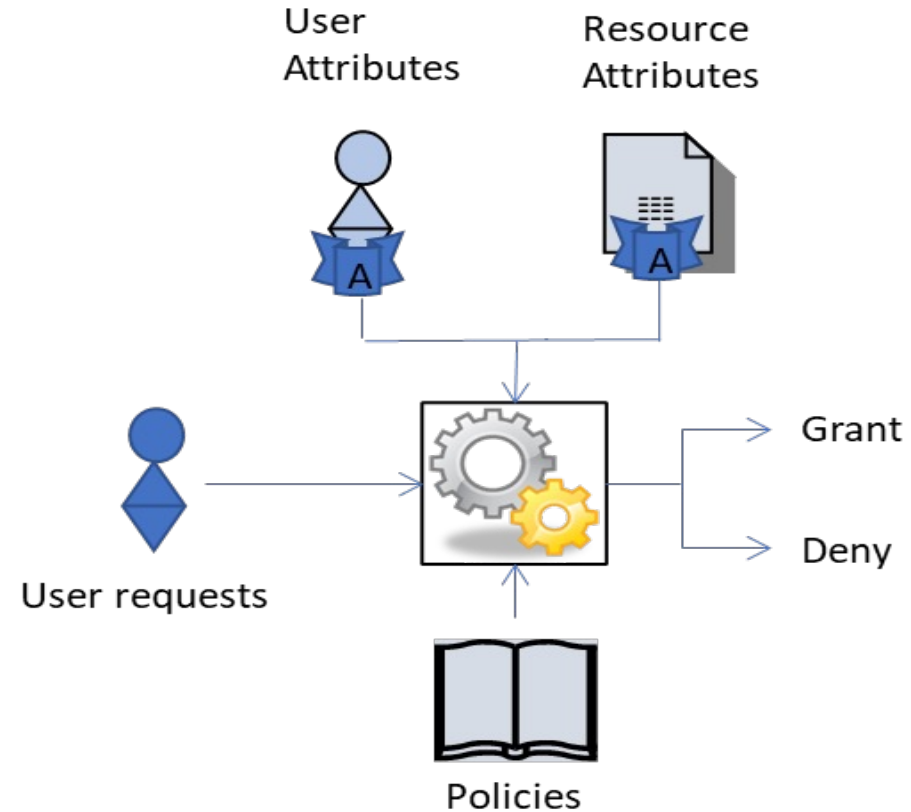 User
Attributes
Resource
Attributes
A
A
Grant
Deny
User requests
Policies